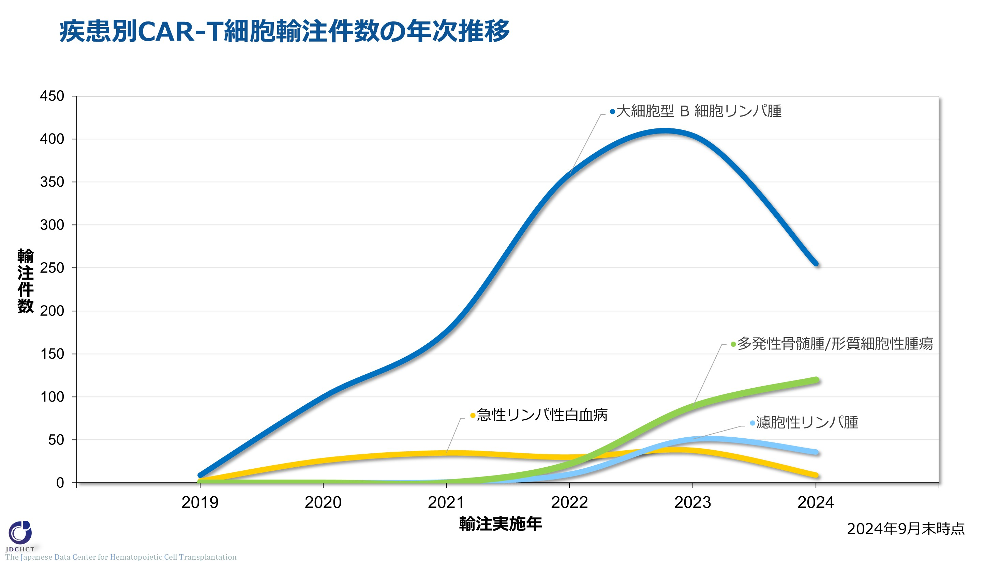 疾患別CAR-T細胞輸注件数の年次推移
450
400
350
300
250
200
150
100
50
0
輸注件数
大細胞型 B 細胞リンパ腫
多発性骨髄腫/形質細胞性腫瘍
急性リンパ性白血病
濾胞性リンパ腫
2019
2020
2021
2022
2023
2024
輸注実施年
2024年9月末時点
JDCHCT
The Japanese Data Center for Hematopoietic Cell Transplantation